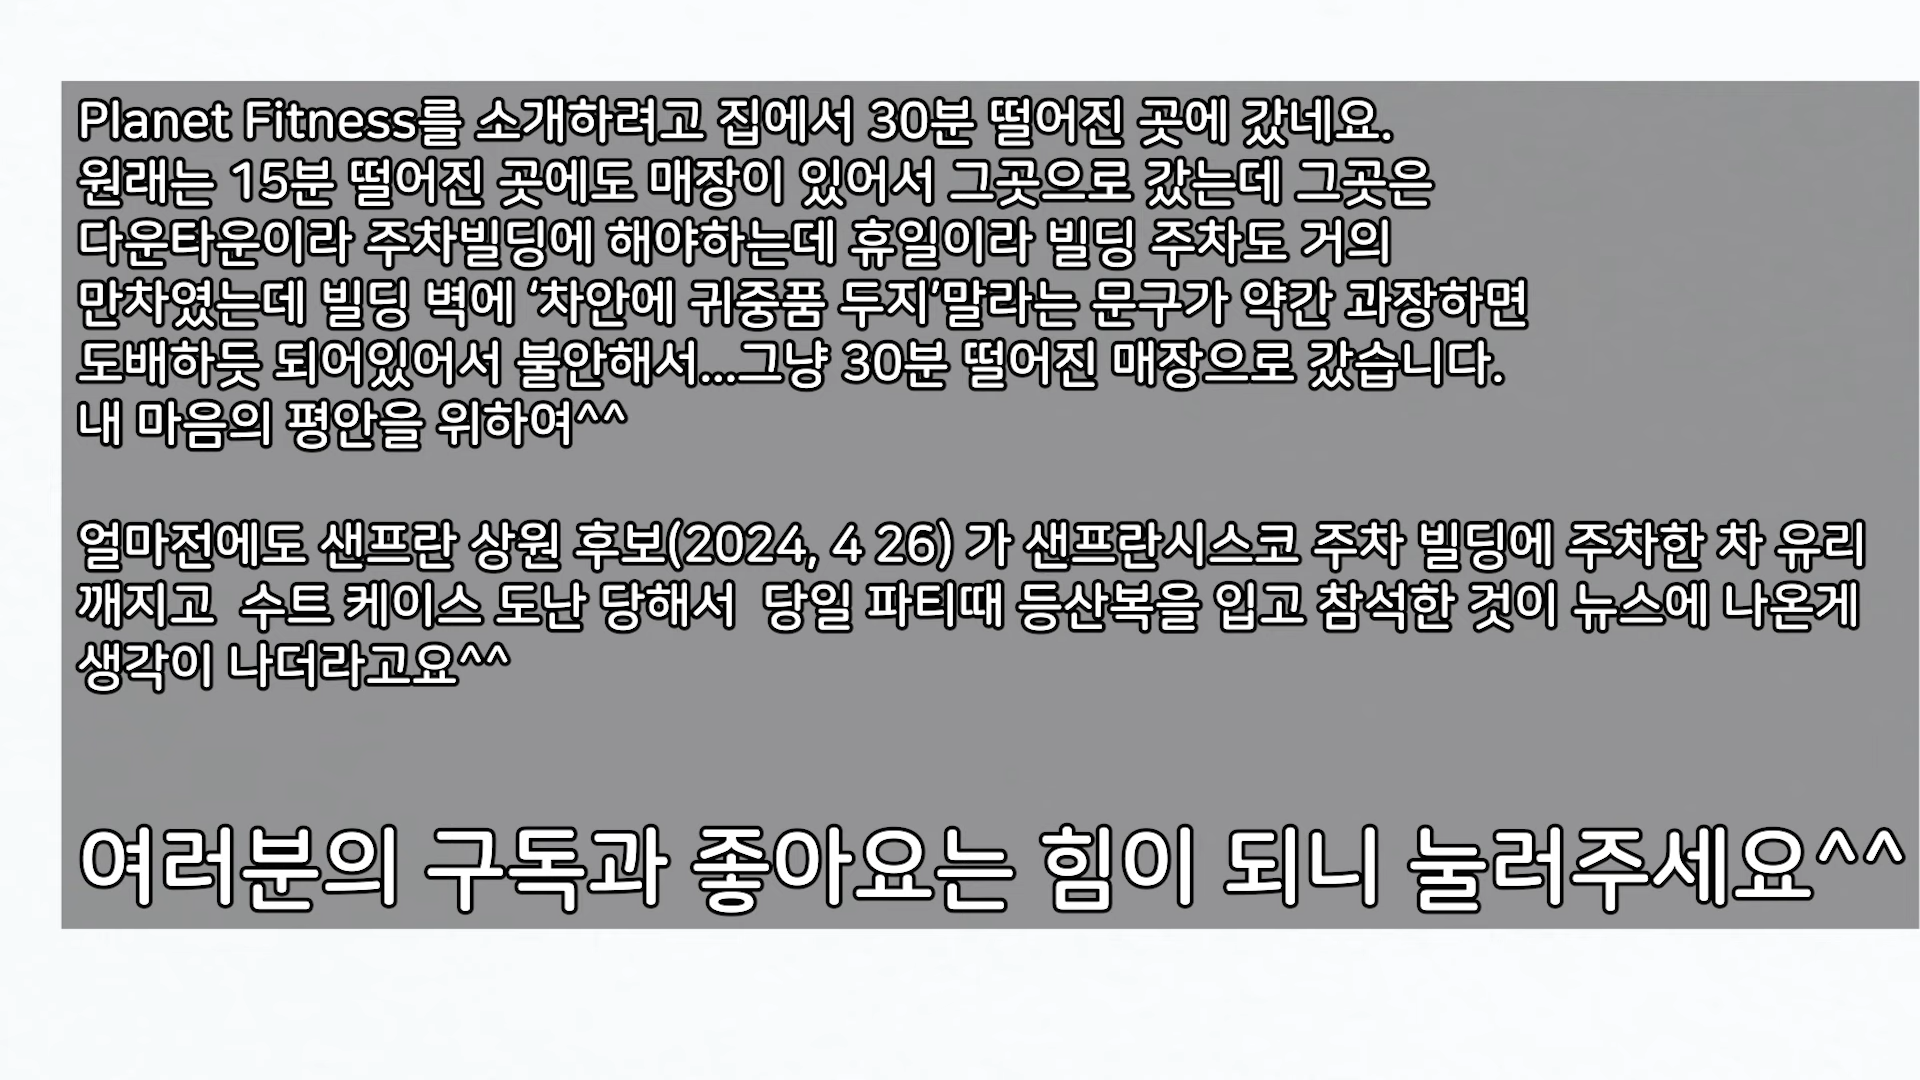 Planet Fitness를 소개하려고 집에서 30분 떨어진 곳에 갔네요.
원래는 15분 떨어진 곳에도 매장이 있어서 그곳으로 갔는데 그곳은
다운타운이라 주차빌딩에 해야하는데 휴일이라 빌딩 주차도 거의
만차였는데 빌딩 벽에 ‘차안에 귀중품 두지’말라는 문구가 약간 과장하면
도배하듯 되어있어서 불안해서...그냥 30분 떨어진 매장으로 갔습니다.
내 마음의 평안을 위하여^^
얼마전에도 샌프란 상원 후보(2024, 4 26) 가 샌프란시스코 주차 빌딩에 주차한 차 유리
깨지고  수트 케이스 도난 당해서  당일 파티때 등산복을 입고 참석한 것이 뉴스에 나온게
생각이 나더라고요^^
여러분의 구독과 좋아요는 힘이 되니 눌러주세요^^